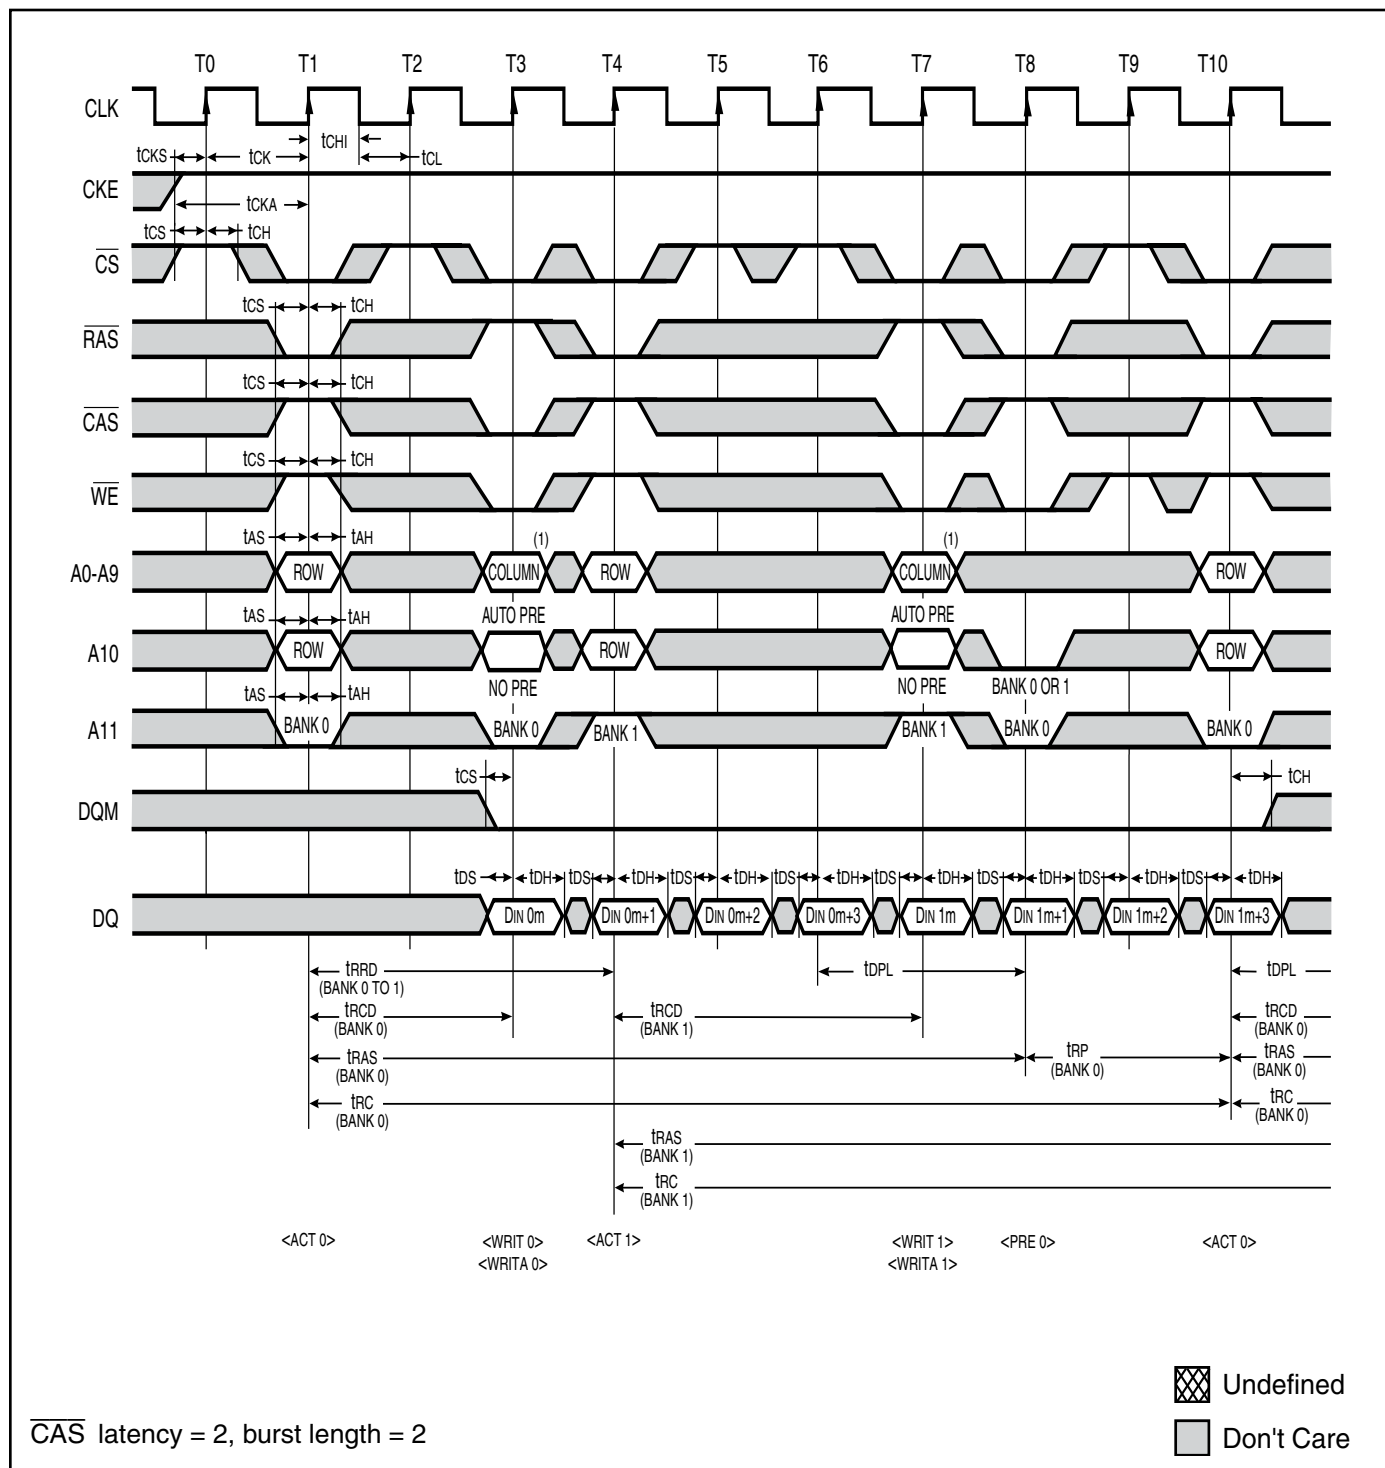 T0 T1 T2 T3 T4 T5 T6 T7 T8 T9 T10
CLK
tCHI
tCKS tCK tCL
CKE
tCKA
tCS tCH
CS
tCS tCH
RAS
tCS tCH
CAS
tCS tCH
WE
tAS tAH (1) (1)
A0-A9 ROW COLUMN ROW COLUMN ROW
tAS tAH AUTO PRE AUTO PRE
A10 ROW ROW ROW
NO PRE NO PRE BANK 0 OR 1
tAS tAH
A11 BANK 0 BANK 0 BANK 1 BANK 1 BANK 0 BANK 0
tCS tCH
DQM
tDS tDH tDS tDH tDS tDH tDS tDH tDS tDH tDS tDH tDS tDH tDS tDH
DQ DIN 0m DIN 0m+1 DIN 0m+2 DIN 0m+3 DIN 1m DIN 1m+1 DIN 1m+2 DIN 1m+3
tRRD tDPL tDPL
(BANK 0 TO 1)
tRCD tRCD tRCD
(BANK 0) (BANK 1) (BANK 0)
tRAS tRP tRAS
(BANK 0) (BANK 0) (BANK 0)
tRC tRC
(BANK 0) (BANK 0)
tRAS
(BANK 1)
tRC
(BANK 1)
<ACT 0> <WRIT 0> <ACT 1> <WRIT 1> <PRE 0> <ACT 0>
<WRITA 0> <WRITA 1>
Undefined
CAS latency = 2, burst length = 2
Don't Care